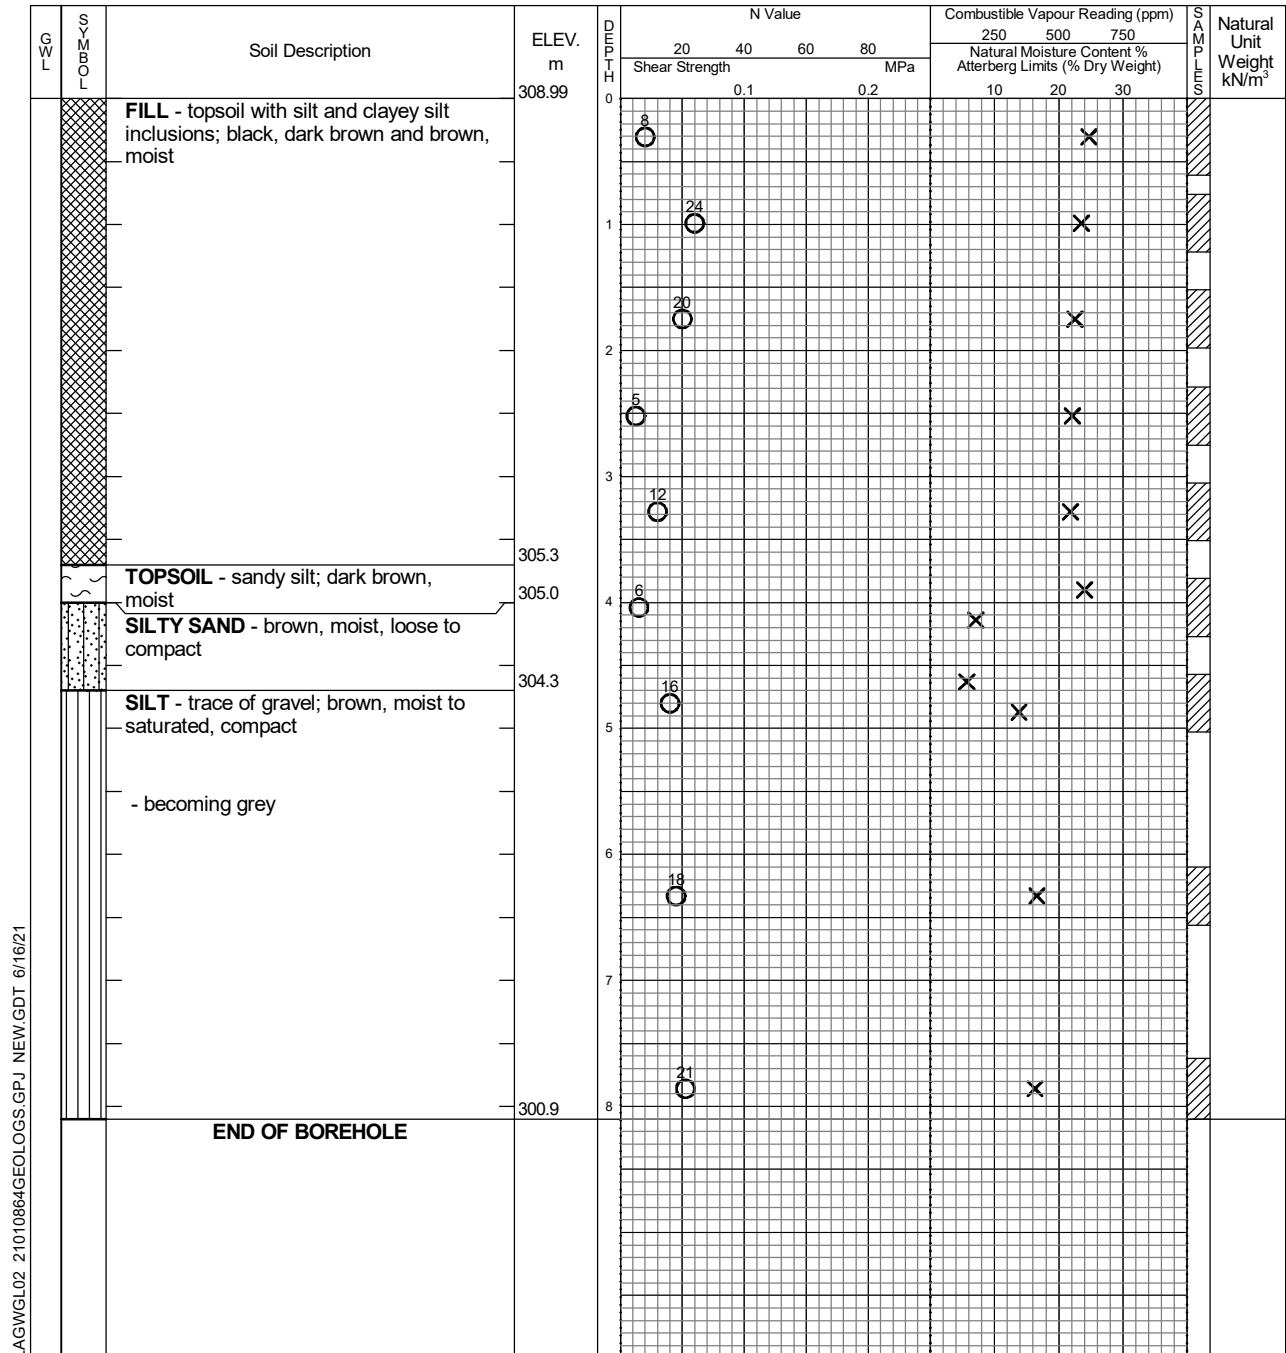 GWL
SYMBOL
Soil Description
ELEV.
m
308.99
DEPTH
N Value
20 40 60 80
Shear Strength MPa
0.1 0.2
Combustible Vapour Reading (ppm)
250 500 750
Natural Moisture Content %
Atterberg Limits (% Dry Weight)
10 20 30
SAMPLES
Natural
Unit
Weight
kN/m³
0
FILL - topsoil with silt and clayey silt
inclusions; black, dark brown and brown,
moist
8
24
1
20
2
5
3
12
305.3
TOPSOIL - sandy silt; dark brown,
moist
305.0
6
4
SILTY SAND - brown, moist, loose to
compact
304.3
SILT - trace of gravel; brown, moist to
saturated, compact
16
5
- becoming grey
6
18
7
21
8
300.9
END OF BOREHOLE
AGWGL02 21010864GEOLOGS.GPJ NEW.GDT 6/16/21